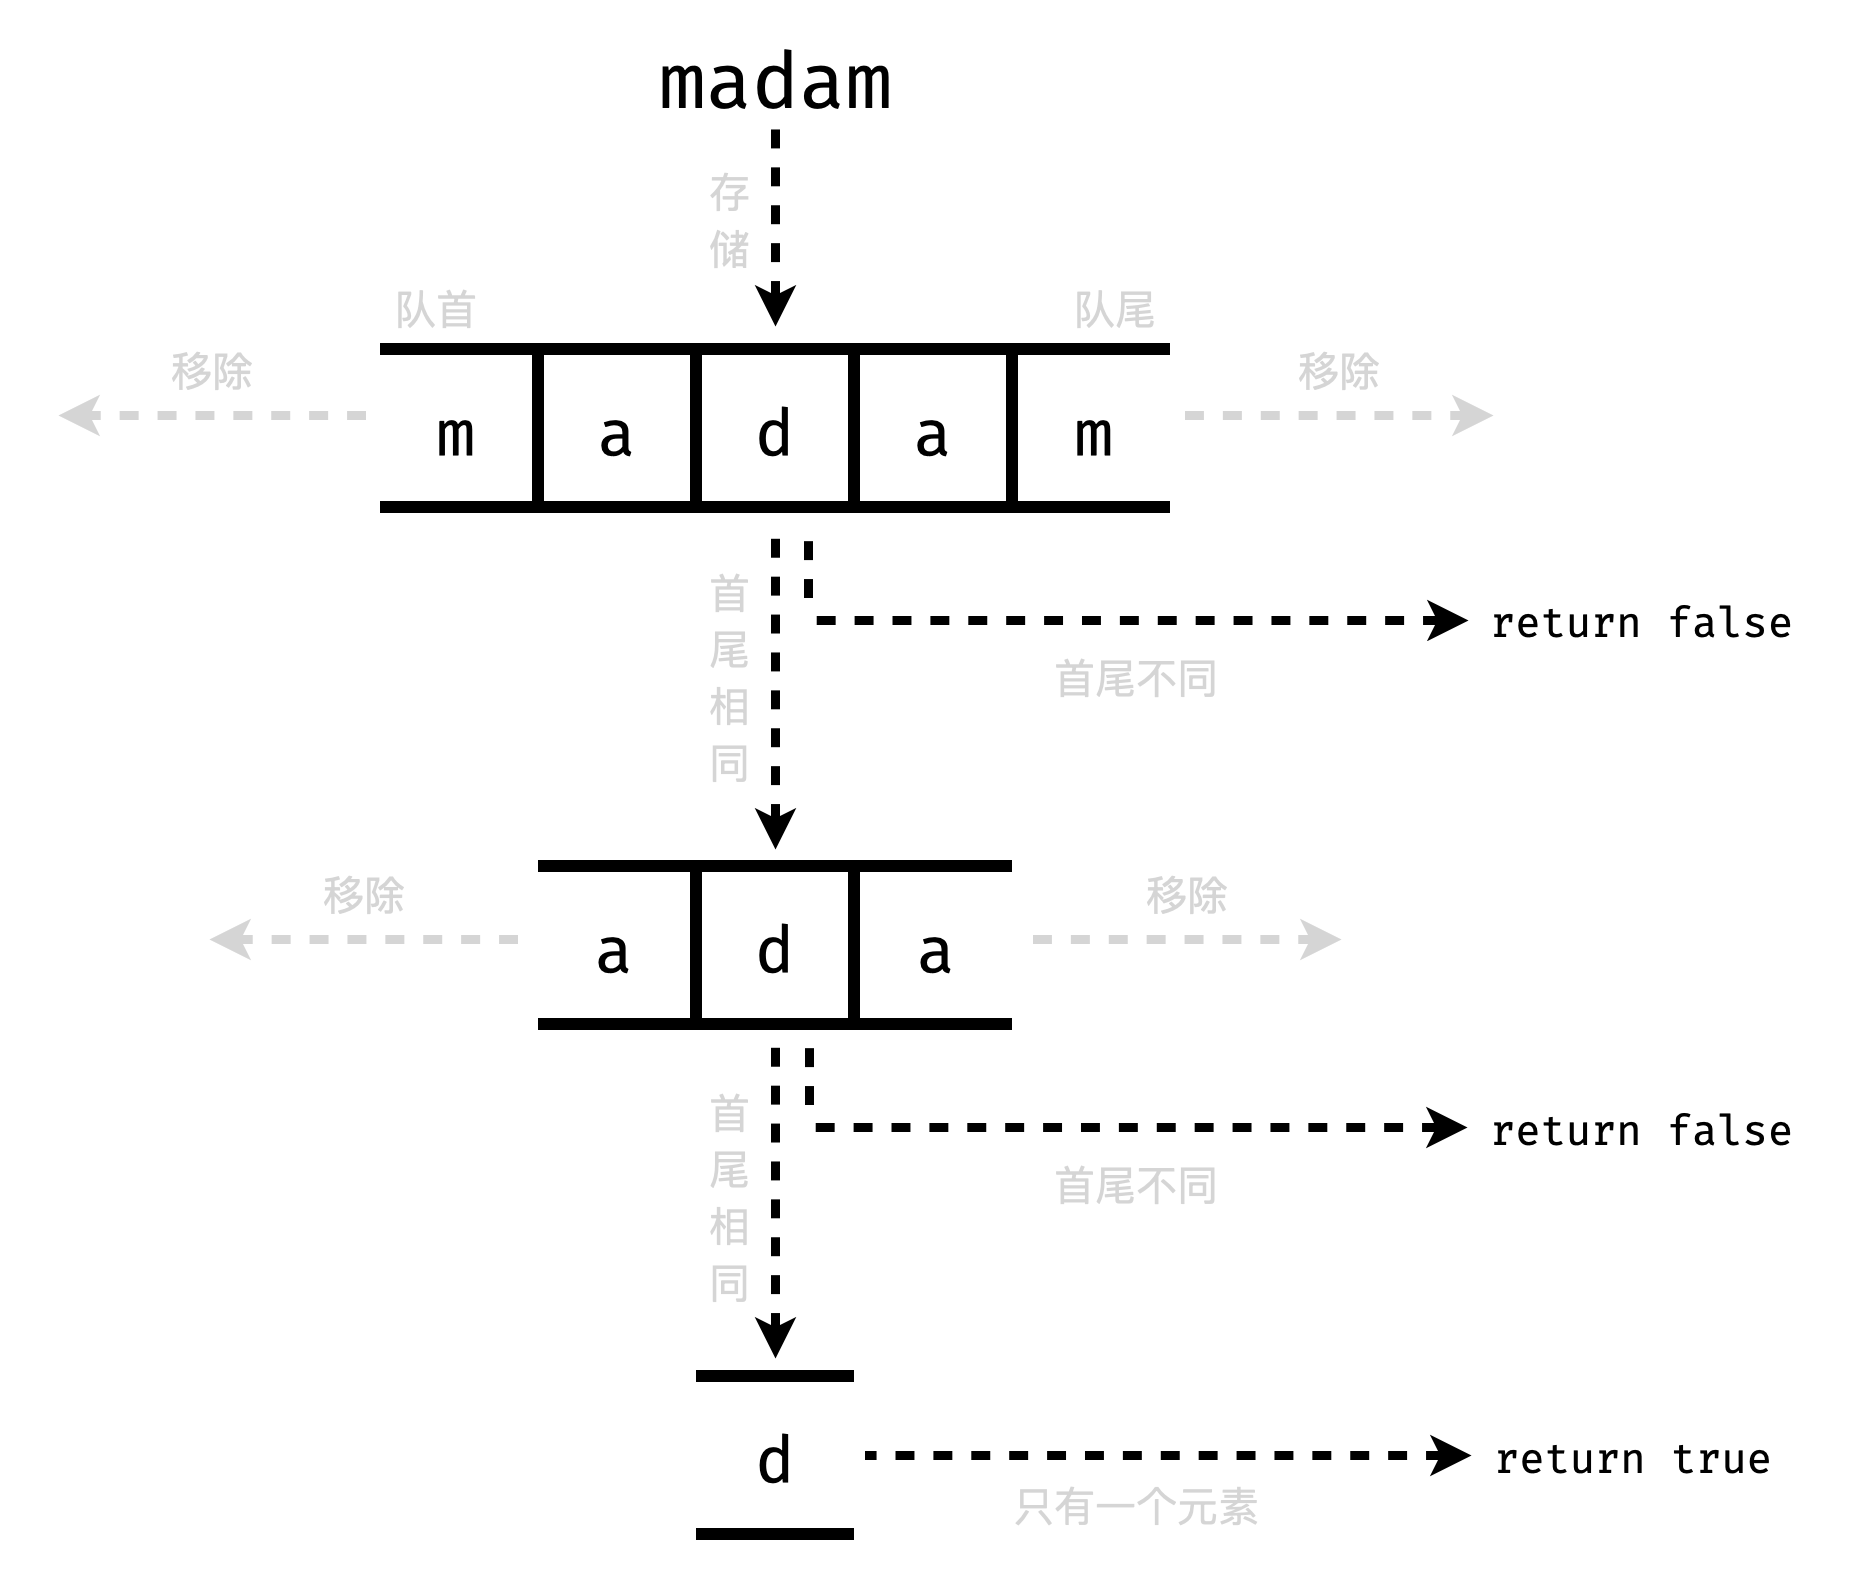 madam
存储
队首
队尾
移除
移除
m a d a m
首尾相同
return false
首尾不同
移除
移除
a d a
首尾相同
return false
首尾不同
d
return true
只有一个元素